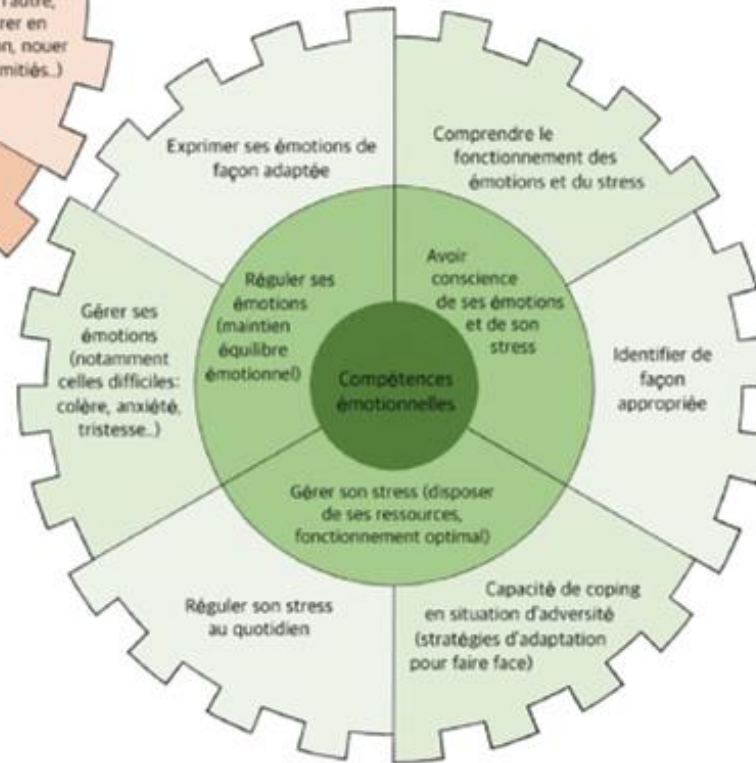 l'autre,
rer en
n, nouer
mitiés..)
Exprimer ses émotions de
façon adaptée
Comprendre le
fonctionnement des
émotions et du stress
Réguler ses
émotions
(maintien
équilibre
émotionnel)
Avoir
conscience
de ses émotions
et de son
stress
Gérer ses
émotions
(notamment
celles difficiles:
colère, anxiété,
tristesse..)
Identifier de
façon
appropriée
Compétences
émotionnelles
Gérer son stress (disposer
de ses ressources,
fonctionnement optimal)
Réguler son stress
au quotidien
Capacité de coping
en situation d'adversité
(stratégies d'adaptation
pour faire face)